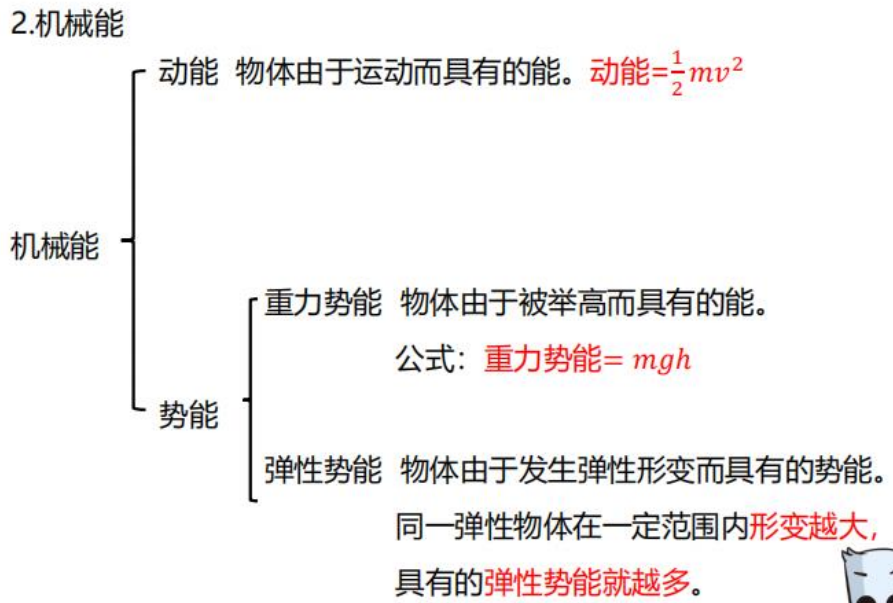 2.机械能
动能 物体由于运动而具有的能。动能=\frac{1}{2}mv²
机械能
重力势能 物体由于被举高而具有的能。
公式：重力势能= mgh
势能
弹性势能 物体由于发生弹性形变而具有的势能。
同一弹性物体在一定范围内形变越大，
具有的弹性势能就越多。